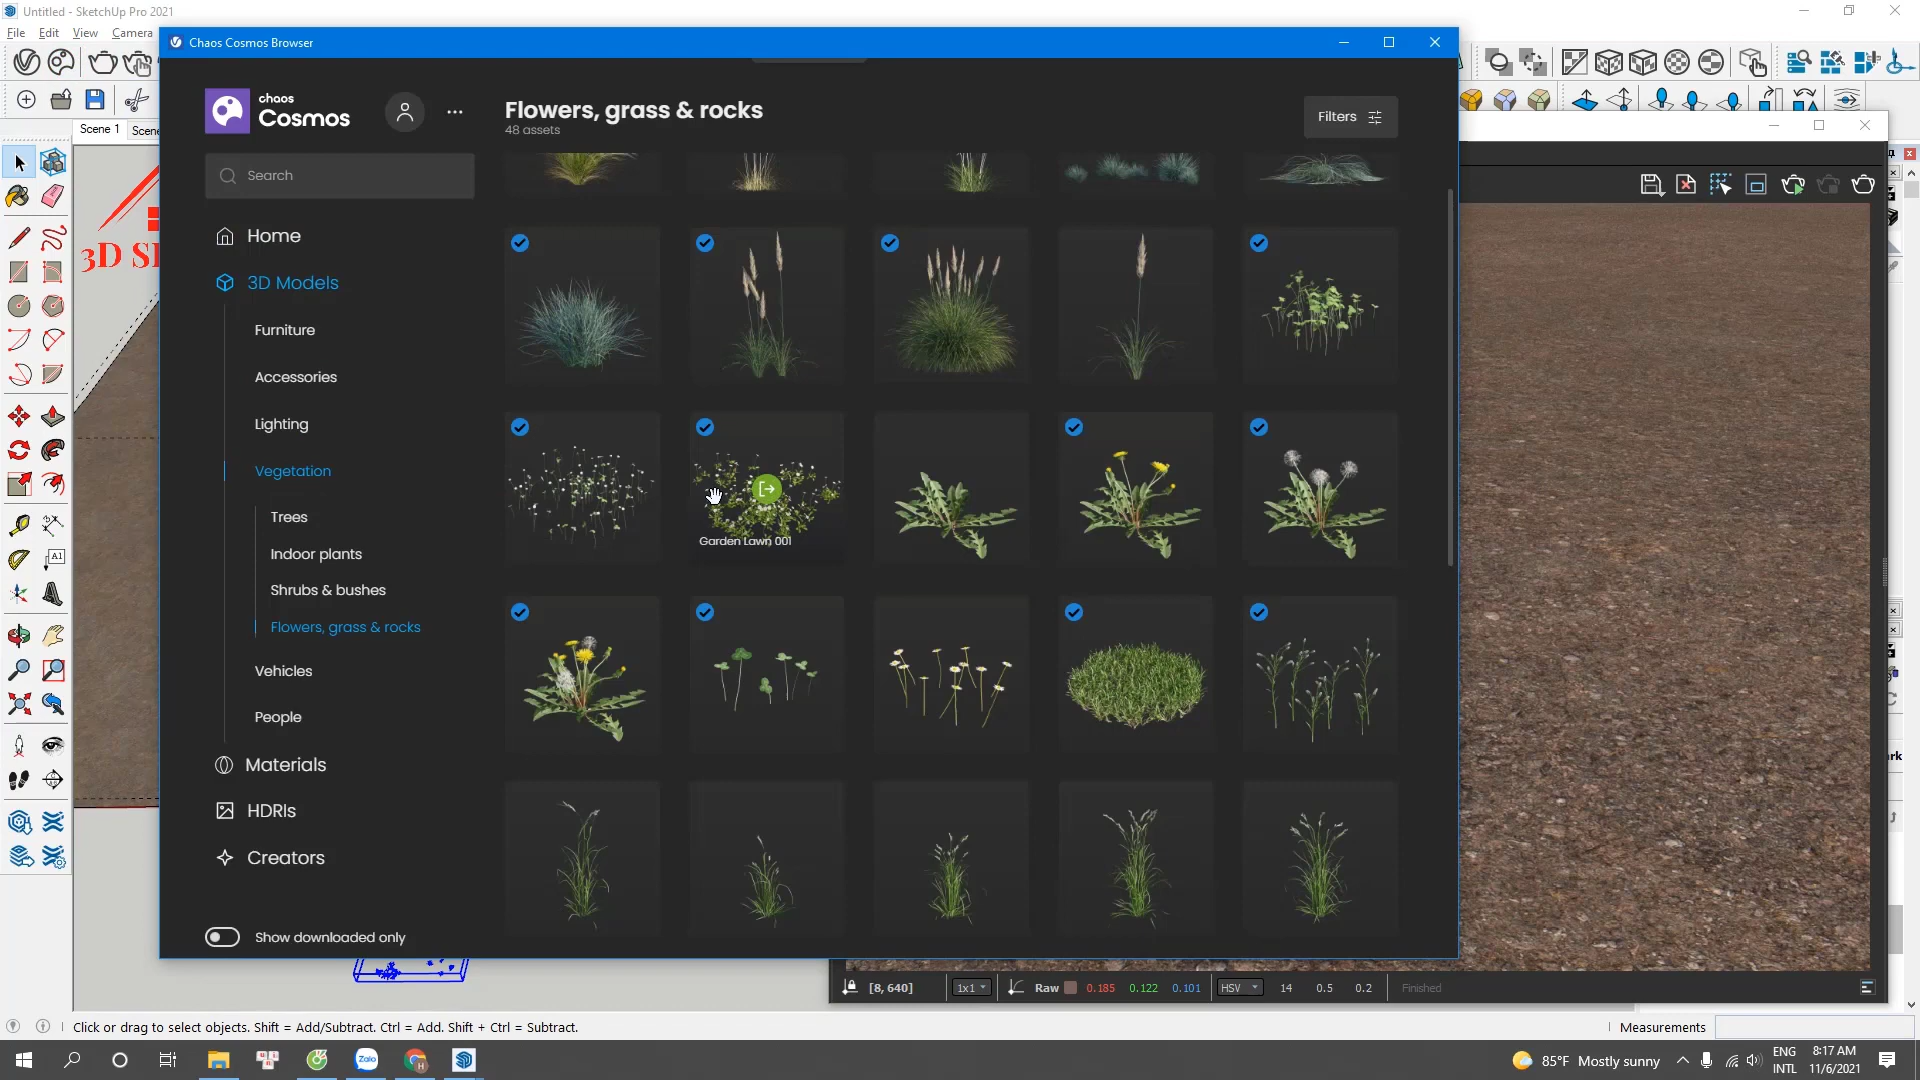 Untitled - SketchUp Pro 2021
File Edit View Camera
Chaos Cosmos Browser
chaos
Cosmos
Flowers, grass & rocks
48 assets
Filters
Scene 1
Search
Home
3D Models
Furniture
Accessories
Lighting
Vegetation
Trees
Indoor plants
Shrubs & bushes
Flowers, grass & rocks
Vehicles
People
Materials
HDRIs
Creators
Show downloaded only
Garden Lawn 001
A1
[8, 640]
1x1
Raw 0.185 0.122 0.101
HSV 14 0.5 0.2
Finished
Click or drag to select objects. Shift = Add/Subtract. Ctrl = Add. Shift + Ctrl = Subtract.
Measurements
Zalo
85°F Mostly sunny
ENG
INTL
8:17 AM
11/6/2021